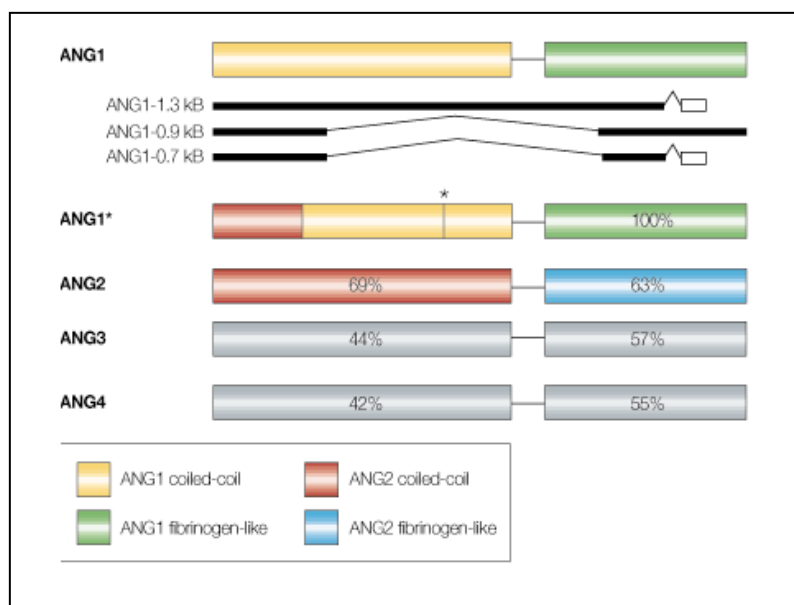 ANG1
ANG1-1.3 kB
ANG1-0.9 kB
ANG1-0.7 kB
*
ANG1* 100%
ANG2 69% 63%
ANG3 44% 57%
ANG4 42% 55%
ANG1 coiled-coil ANG2 coiled-coil
ANG1 fibrinogen-like ANG2 fibrinogen-like